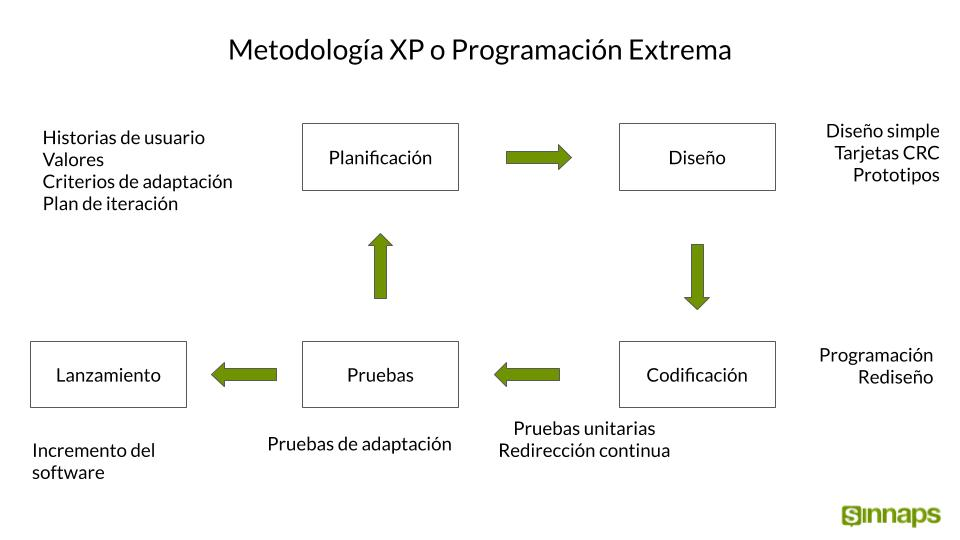 Metodología XP o Programación Extrema
Historias de usuario
Valores
Criterios de adaptación
Plan de iteración
Planificación
Diseño
Diseño simple
Tarjetas CRC
Prototipos
Lanzamiento
Pruebas
Codificación
Programación
Rediseño
Incremento del
software
Pruebas de adaptación
Pruebas unitarias
Redirección continua
Sinnaps